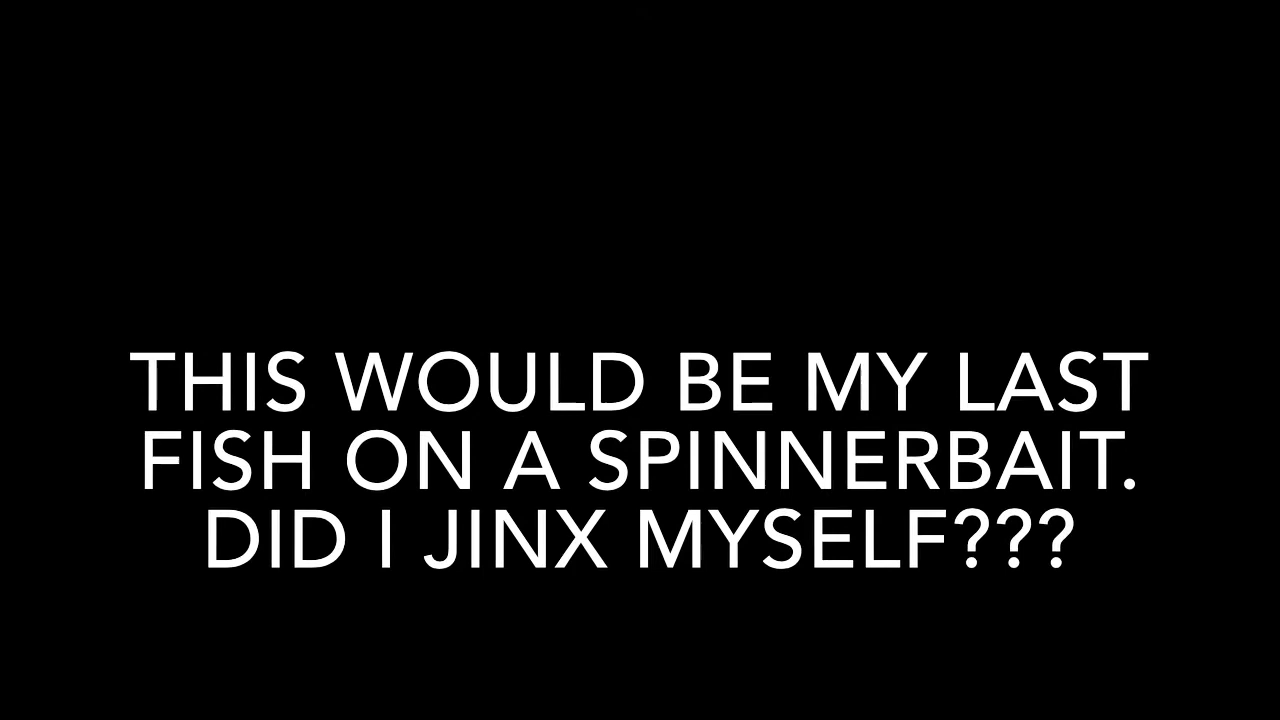 THIS WOULD BE MY LAST
FISH ON A SPINNERBAIT.
DID I JINX MYSELF???